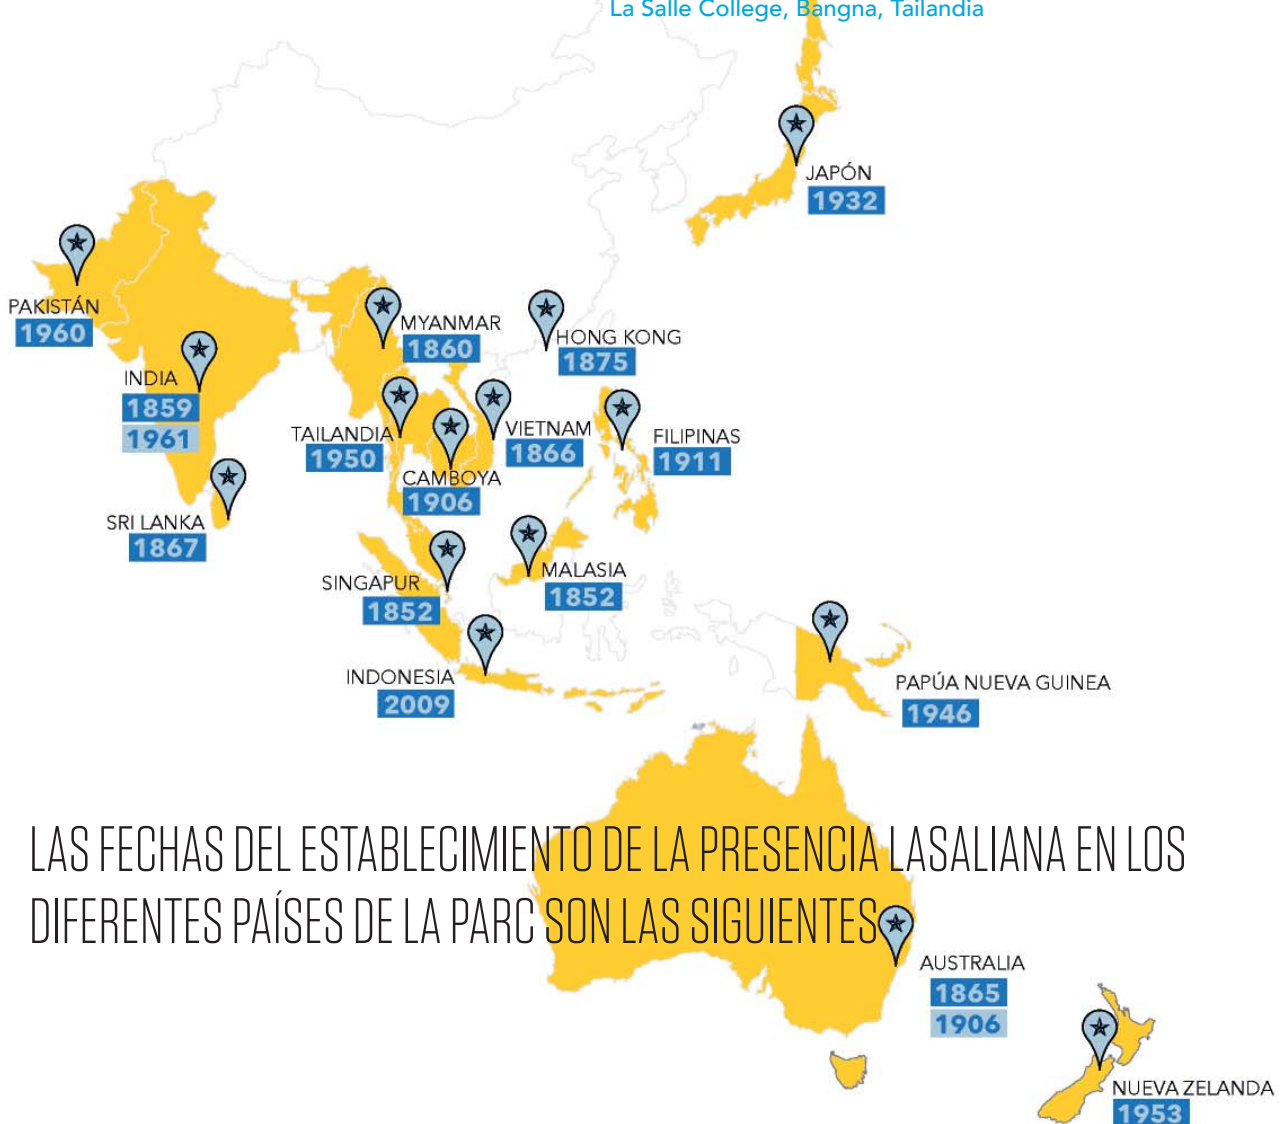 La Salle College, Bangna, Tailandia
JAPÓN
1932
PAKISTÁN
1960
MYANMAR
1860
HONG KONG
1875
INDIA
1859
1961
TAILANDIA
1950
VIETNAM
1866
FILIPINAS
1911
CAMBOYA
1906
SRI LANKA
1867
SINGAPUR
1852
MALASIA
1852
INDONESIA
2009
PAPÚA NUEVA GUINEA
1946
LAS FECHAS DEL ESTABLECIMIENTO DE LA PRESENCIA LASALIANA EN LOS
DIFERENTES PAÍSES DE LA PARC SON LAS SIGUIENTES
AUSTRALIA
1865
1906
NUEVA ZELANDA
1953